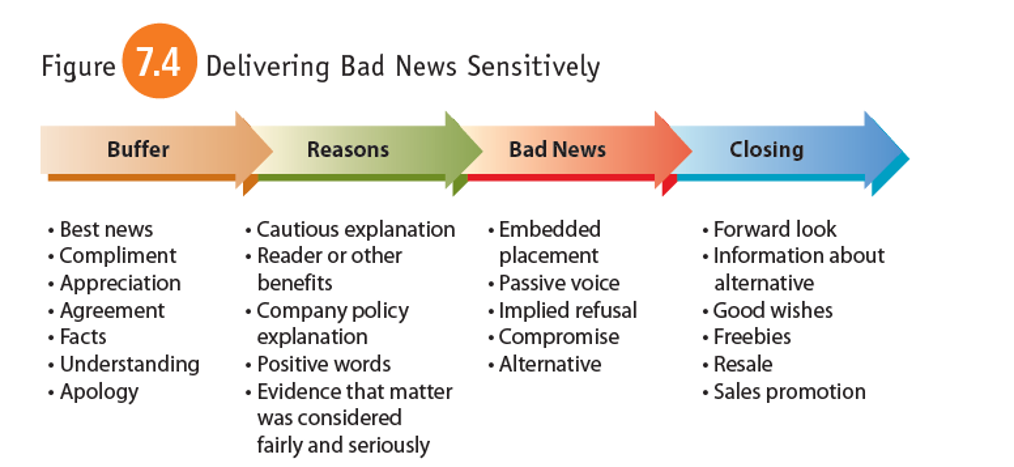 Figure 7.4 Delivering Bad News Sensitively
Buffer
Reasons
Bad News
Closing
• Best news
• Compliment
• Appreciation
• Agreement
• Facts
• Understanding
• Apology
• Cautious explanation
• Reader or other
benefits
• Company policy
explanation
• Positive words
• Evidence that matter
was considered
fairly and seriously
• Embedded
placement
• Passive voice
• Implied refusal
• Compromise
• Alternative
• Forward look
• Information about
alternative
• Good wishes
• Freebies
• Resale
• Sales promotion